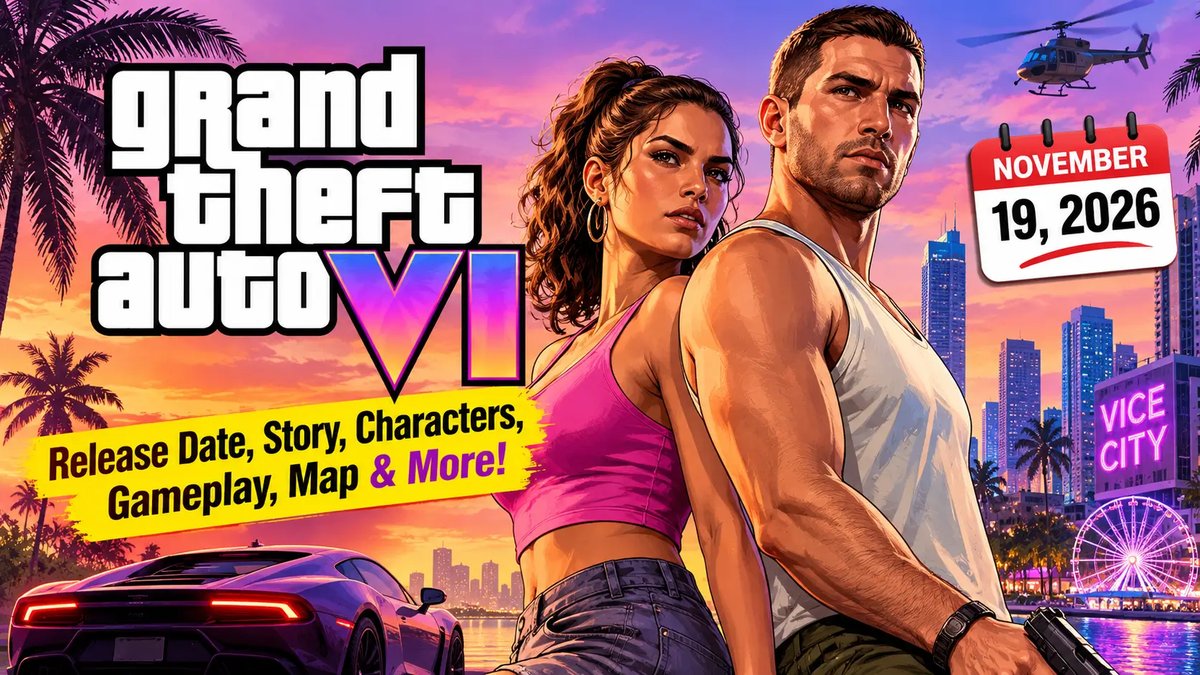 grand
theft
auto VI
Release Date, Story, Characters,
Gameplay, Map & More!
NOVEMBER
19, 2026
VICE
CITY